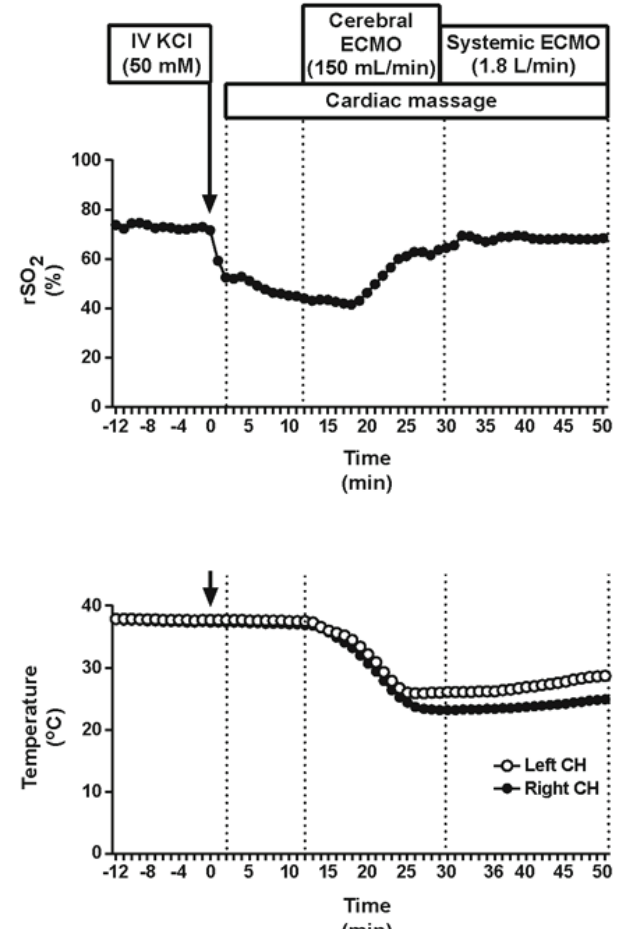 IV KCl
(50 mM)
Cerebral
ECMO
(150 mL/min)
Systemic ECMO
(1.8 L/min)
Cardiac massage
100
80
60
40
20
0
rSO2
(%)
-12 -8 -4 0 5 10 15 20 25 30 35 40 45 50
Time
(min)
40
30
20
10
0
Temperature
(°C)
Left CH
Right CH
-12 -8 -4 0 5 10 15 20 25 30 36 40 45 50
Time
(min)